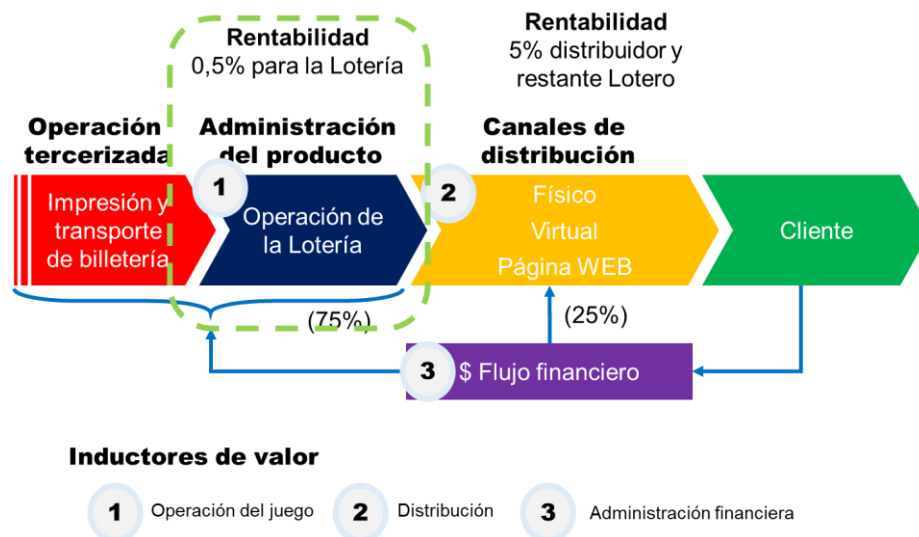 Rentabilidad
0,5% para la Lotería
Rentabilidad
5% distribuidor y
restante Lotero
Operación
tercerizada
Administración
del producto
Canales de
distribución
Impresión y
transporte
de billetería
1
Operación de
la Lotería
2
Físico
Virtual
Página WEB
Cliente
(75%)
(25%)
3
$ Flujo financiero
Inductores de valor
1 Operación del juego
2 Distribución
3 Administración financiera